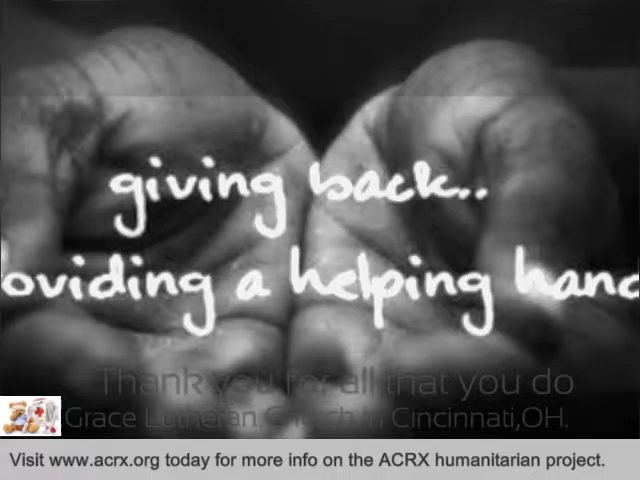 giving back..
oviding a helping hand
Thank you for all that you do
Grace Lutheran Church in Cincinnati,OH.
Visit www.acrx.org today for more info on the ACRX humanitarian project.